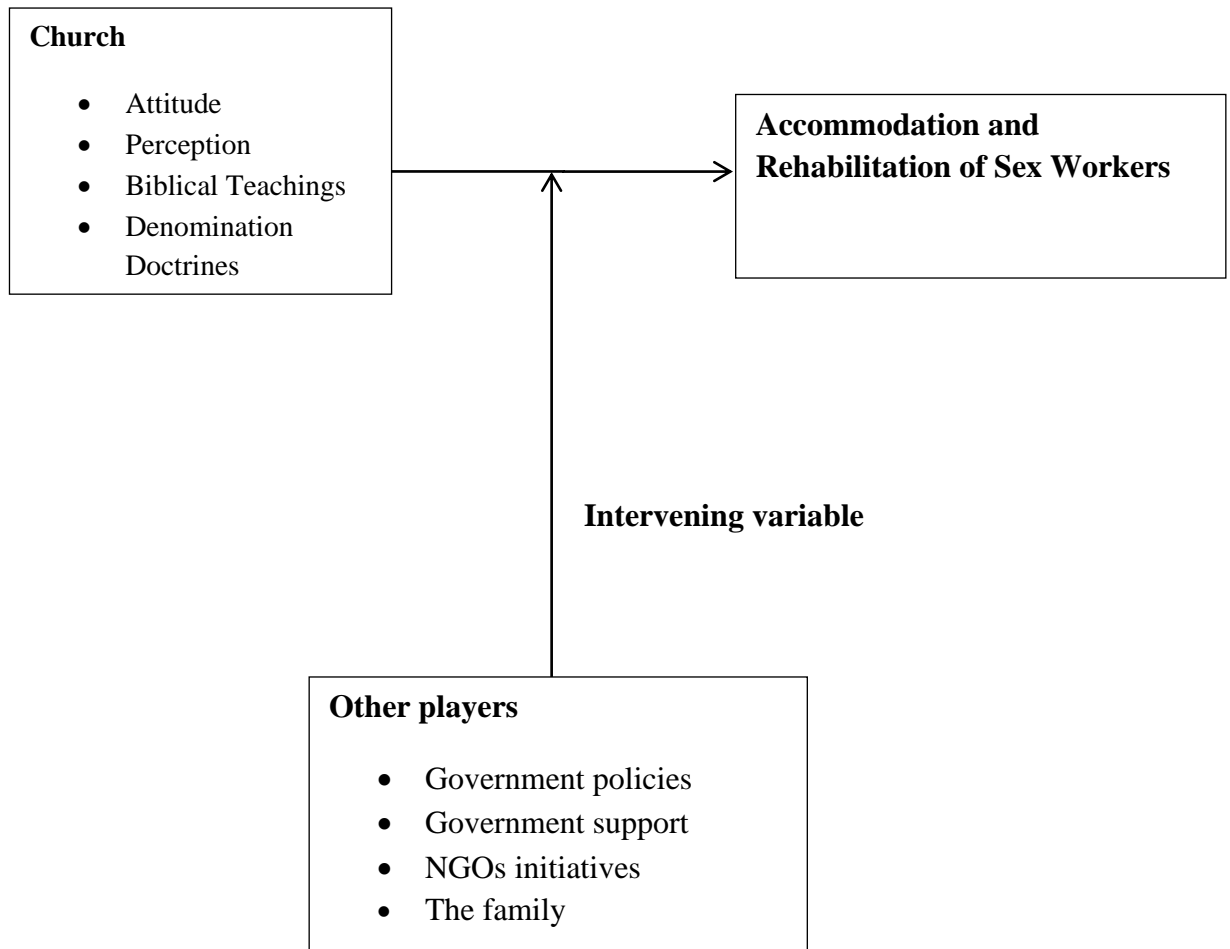 Church
• Attitude
• Perception
• Biblical Teachings
• Denomination
Doctrines
Accommodation and
Rehabilitation of Sex Workers
Intervening variable
Other players
• Government policies
• Government support
• NGOs initiatives
• The family